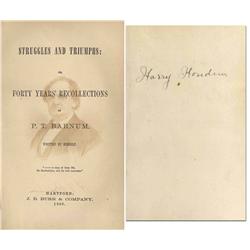 STRUGGLES AND TRIUMPHS:
OR,
FORTY YEARS' RECOLLECTIONS
OF
P. T. BARNUM.
WRITTEN BY HIMSELF.
HARTFORD:
J. B. BURR & COMPANY.
1869.
Harry Houdini